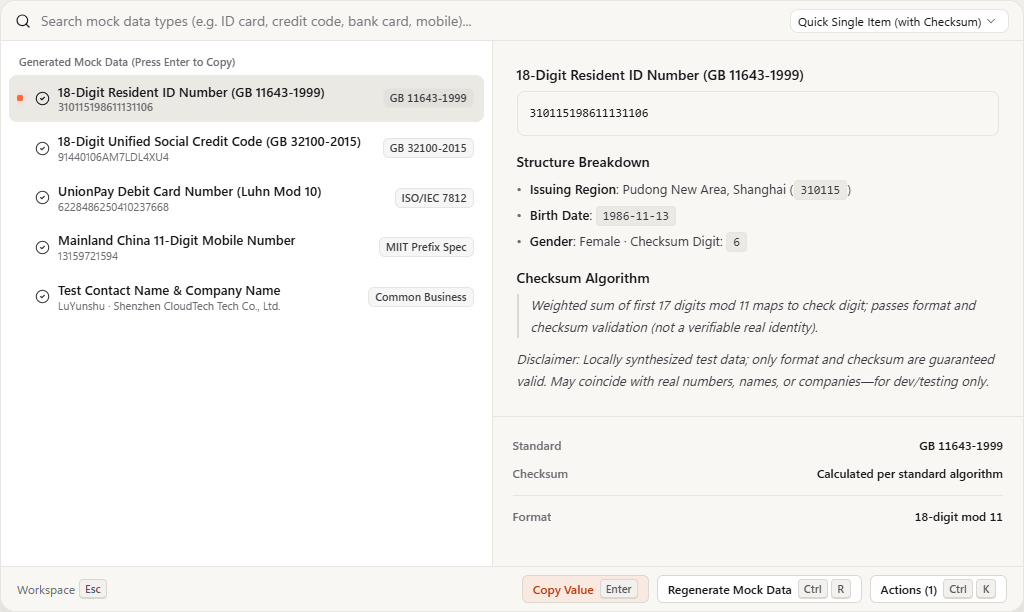 Search mock data types (e.g. ID card, credit code, bank card, mobile)...
Quick Single Item (with Checksum)
Generated Mock Data (Press Enter to Copy)
18-Digit Resident ID Number (GB 11643-1999)
310115198611131106
GB 11643-1999
18-Digit Unified Social Credit Code (GB 32100-2015)
91440106AM7LDL4XU4
GB 32100-2015
UnionPay Debit Card Number (Luhn Mod 10)
6228486250410237668
ISO/IEC 7812
Mainland China 11-Digit Mobile Number
13159721594
MIIT Prefix Spec
Test Contact Name & Company Name
LuYunshu · Shenzhen CloudTech Tech Co., Ltd.
Common Business
18-Digit Resident ID Number (GB 11643-1999)
310115198611131106
Structure Breakdown
• Issuing Region: Pudong New Area, Shanghai ( 310115 )
• Birth Date: 1986-11-13
• Gender: Female · Checksum Digit: 6
Checksum Algorithm
Weighted sum of first 17 digits mod 11 maps to check digit; passes format and
checksum validation (not a verifiable real identity).
Disclaimer: Locally synthesized test data; only format and checksum are guaranteed
valid. May coincide with real numbers, names, or companies—for dev/testing only.
Standard
GB 11643-1999
Checksum
Calculated per standard algorithm
Format
18-digit mod 11
Workspace Esc
Copy Value Enter
Regenerate Mock Data Ctrl R
Actions (1) Ctrl K